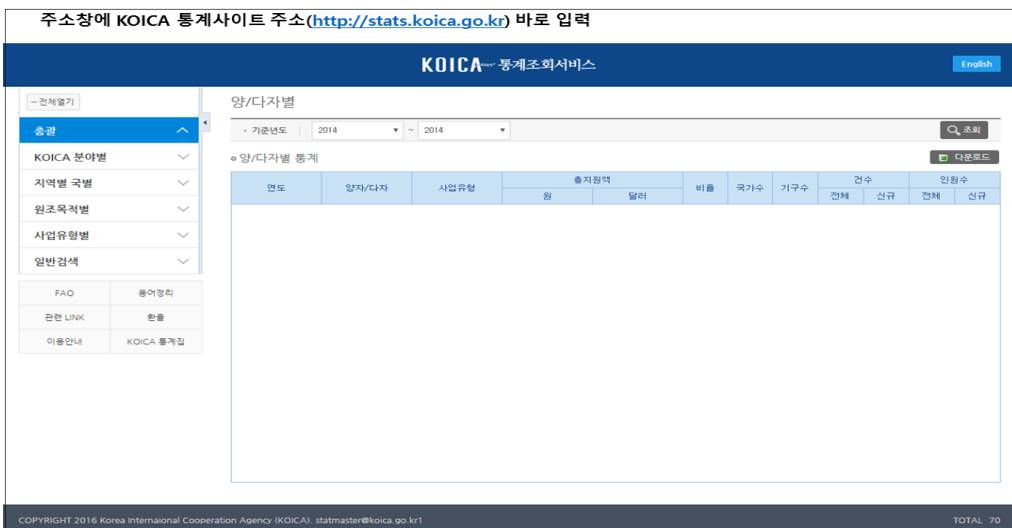 주소창에 KOICA 통계사이트 주소(http://stats.koica.go.kr) 바로 입력
KOICA 통계조회서비스
English
전체열기
총괄
KOICA 분야별
지역별 국별
원조목적별
사업유형별
일반검색
FAQ 용어정리
관련 LINK 환율
이용안내 KOICA 통계집
양/다자별
기준년도 2014 ~ 2014 조회
양/다자별 통계 다운로드
연도 양자/다자 사업유형 총지원액 비율 국가수 기구수 건수 인원수
원 달러 전체 신규 전체 신규
COPYRIGHT 2016 Korea Internaional Cooperation Agency (KOICA). statmaster@koica.go.kr1 TOTAL 70